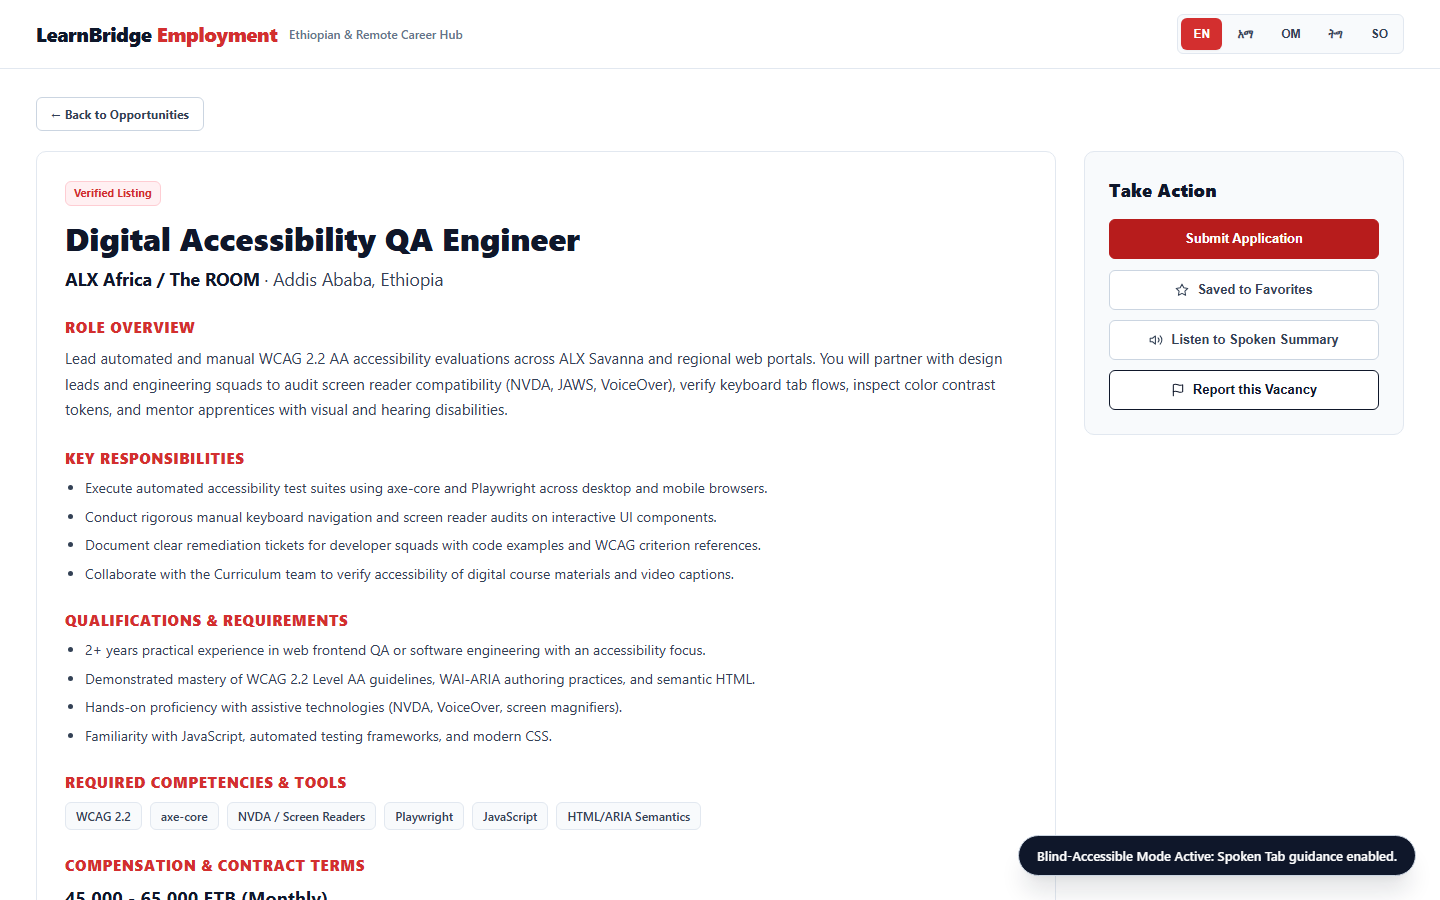 LearnBridge Employment Ethiopian & Remote Career Hub
EN አማ OM ትግ SO
← Back to Opportunities
Verified Listing
Digital Accessibility QA Engineer
ALX Africa / The ROOM · Addis Ababa, Ethiopia
ROLE OVERVIEW
Lead automated and manual WCAG 2.2 AA accessibility evaluations across ALX Savanna and regional web portals. You will partner with design
leads and engineering squads to audit screen reader compatibility (NVDA, JAWS, VoiceOver), verify keyboard tab flows, inspect color contrast
tokens, and mentor apprentices with visual and hearing disabilities.
KEY RESPONSIBILITIES
• Execute automated accessibility test suites using axe-core and Playwright across desktop and mobile browsers.
• Conduct rigorous manual keyboard navigation and screen reader audits on interactive UI components.
• Document clear remediation tickets for developer squads with code examples and WCAG criterion references.
• Collaborate with the Curriculum team to verify accessibility of digital course materials and video captions.
QUALIFICATIONS & REQUIREMENTS
• 2+ years practical experience in web frontend QA or software engineering with an accessibility focus.
• Demonstrated mastery of WCAG 2.2 Level AA guidelines, WAI-ARIA authoring practices, and semantic HTML.
• Hands-on proficiency with assistive technologies (NVDA, VoiceOver, screen magnifiers).
• Familiarity with JavaScript, automated testing frameworks, and modern CSS.
REQUIRED COMPETENCIES & TOOLS
WCAG 2.2 axe-core NVDA / Screen Readers Playwright JavaScript HTML/ARIA Semantics
COMPENSATION & CONTRACT TERMS
45,000 - 65,000 ETB (Monthly)
Take Action
Submit Application
Saved to Favorites
Listen to Spoken Summary
Report this Vacancy
Blind-Accessible Mode Active: Spoken Tab guidance enabled.